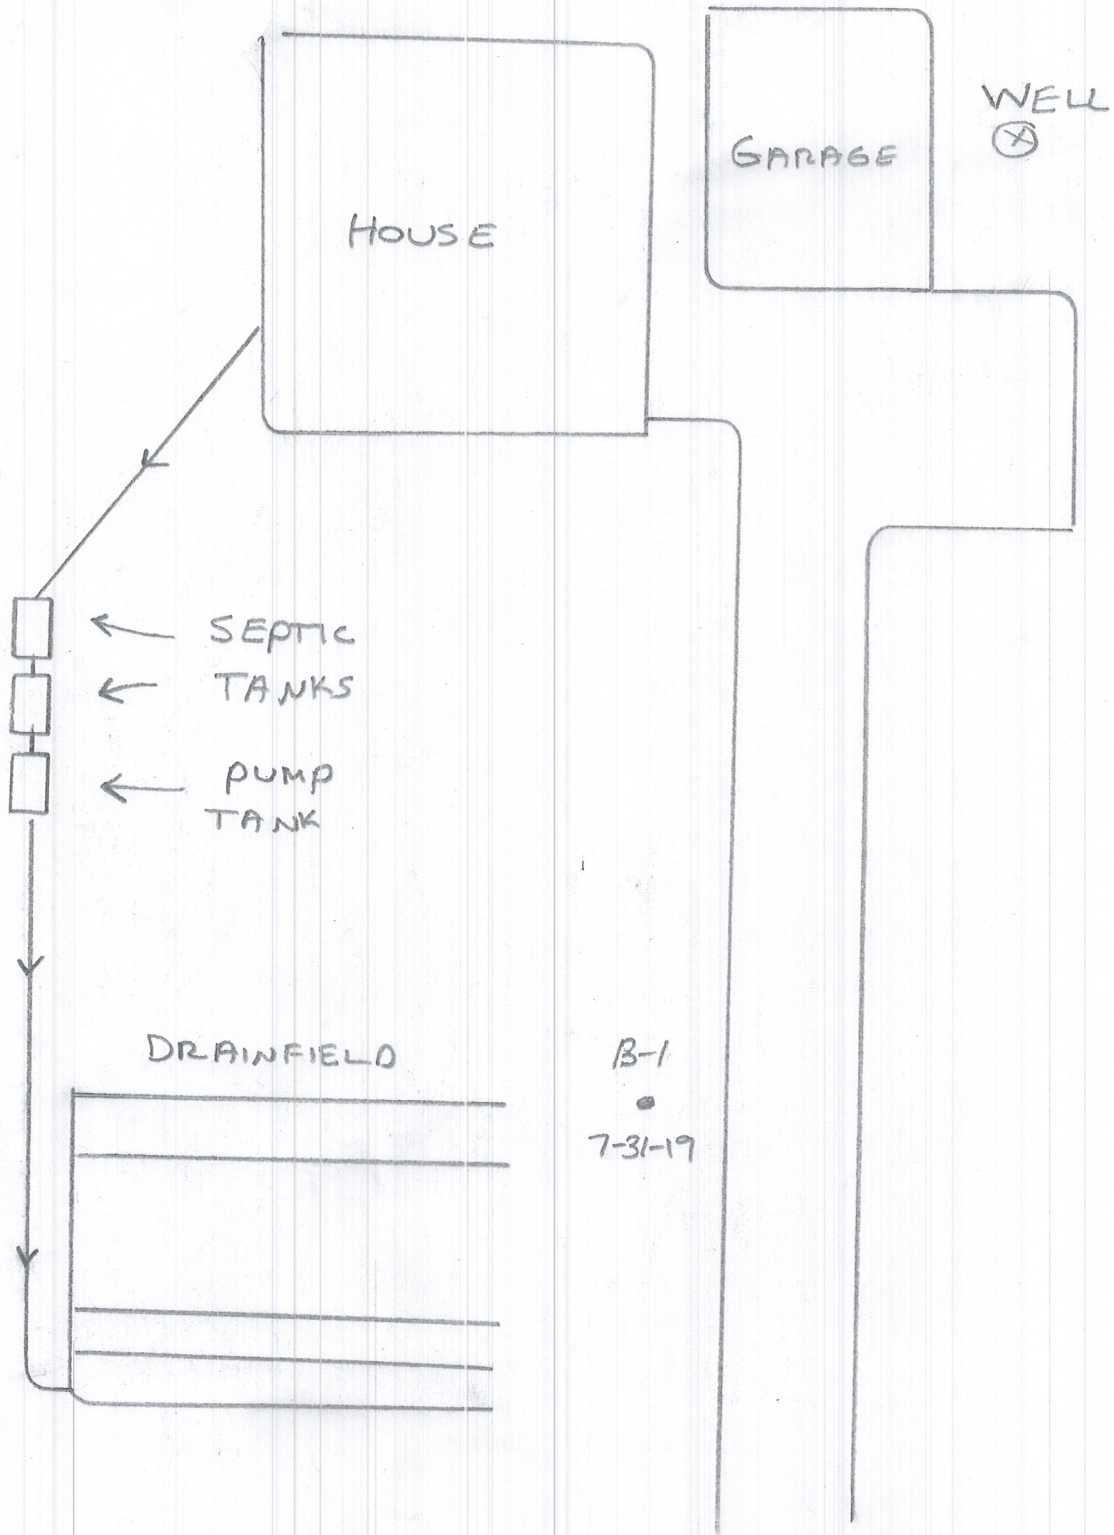 WELL
GARAGE
HOUSE
SEPTIC
TANKS
PUMP
TANK
DRAINFIELD
B-1
7-31-19